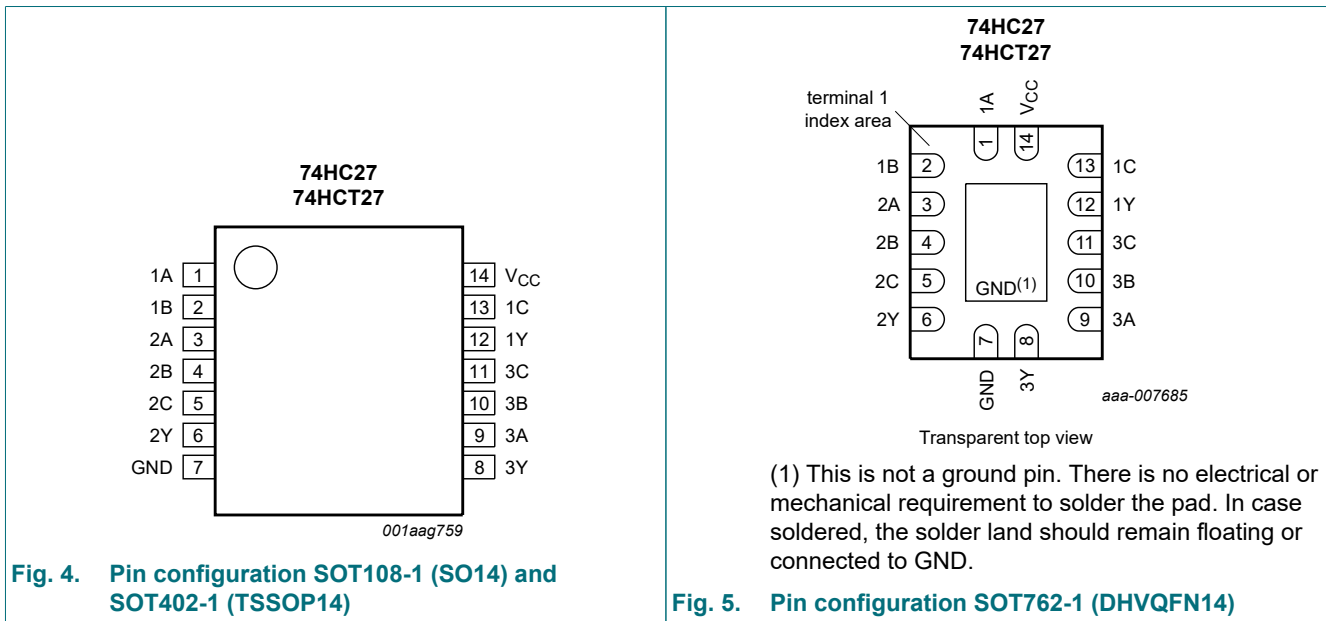 74HC27
74HCT27
1A 1
1B 2
2A 3
2B 4
2C 5
2Y 6
GND 7
14 VCC
13 1C
12 1Y
11 3C
10 3B
9 3A
8 3Y
001aag759
Fig. 4. Pin configuration SOT108-1 (SO14) and
SOT402-1 (TSSOP14)
74HC27
74HCT27
terminal 1
index area
1A
VCC
1
14
1B 2
2A 3
2B 4
2C 5
2Y 6
13 1C
12 1Y
11 3C
10 3B
9 3A
GND(1)
7
8
GND
3Y
aaa-007685
Transparent top view
(1) This is not a ground pin. There is no electrical or
mechanical requirement to solder the pad. In case
soldered, the solder land should remain floating or
connected to GND.
Fig. 5. Pin configuration SOT762-1 (DHVQFN14)